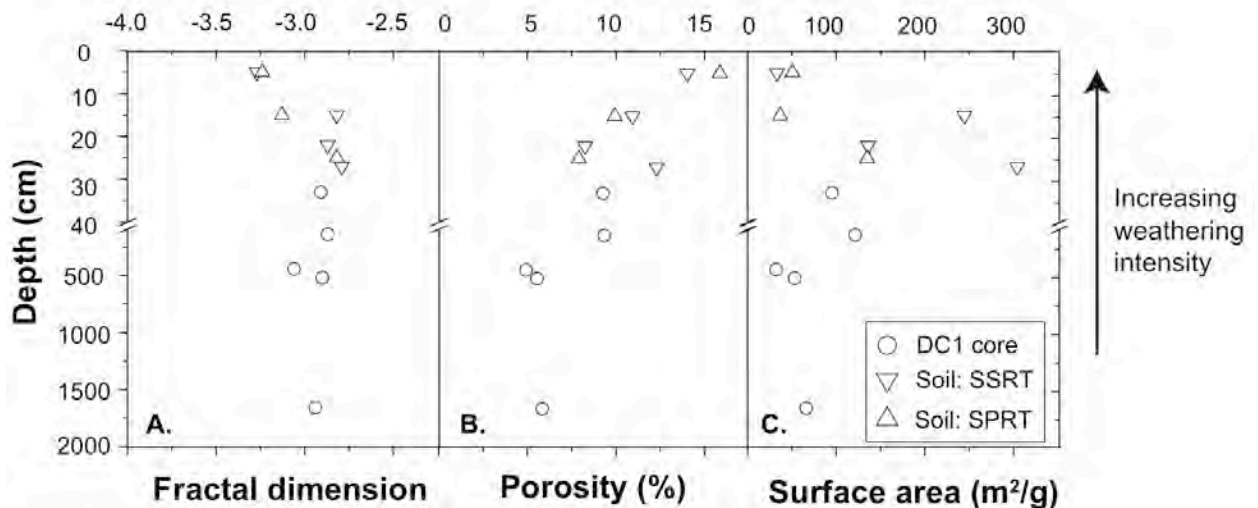 -4.0 -3.5 -3.0 -2.5 0 5 10 15 0 100 200 300
0
10
20
30
40
500
1000
1500
2000
Depth (cm)
A. B. C.
Increasing
weathering
intensity
DC1 core
Soil: SSRT
Soil: SPRT
Fractal dimension Porosity (%) Surface area (m²/g)